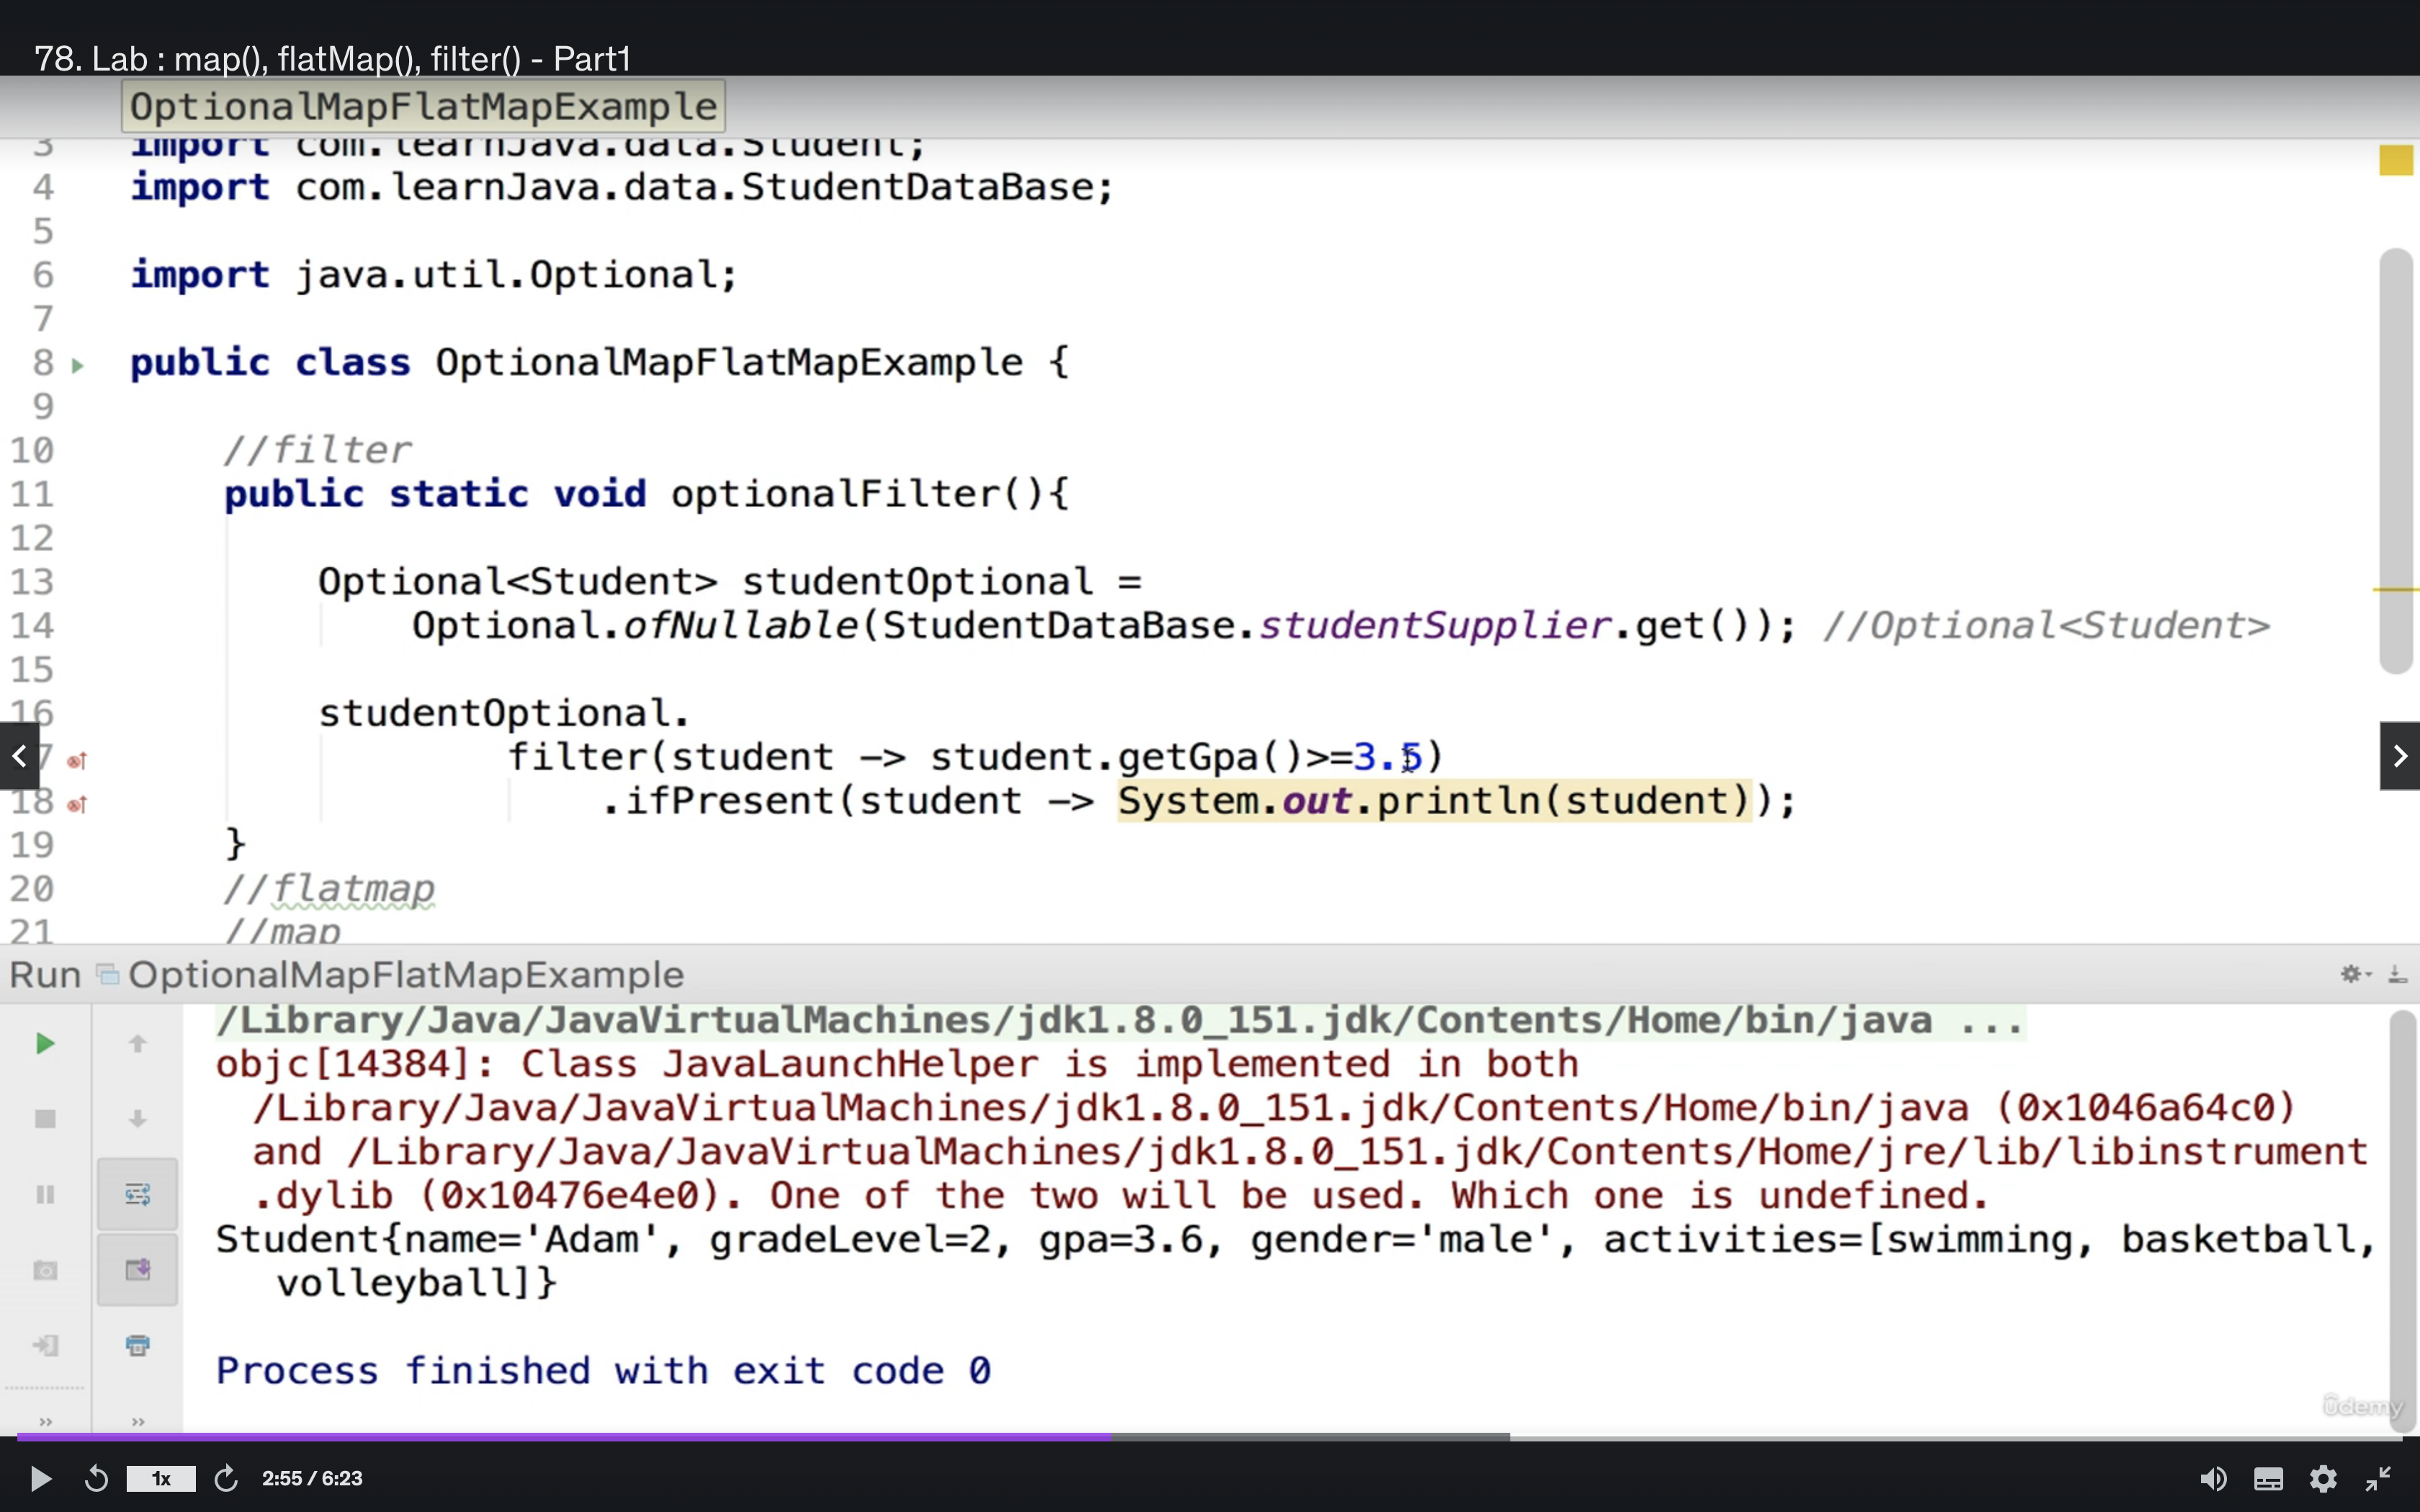 78. Lab : map(), flatMap(), filter() - Part1
OptionalMapFlatMapExample
3 import com.learnJava.data.Student;
4 import com.learnJava.data.StudentDataBase;
5
6 import java.util.Optional;
7
8 public class OptionalMapFlatMapExample {
9
10 //filter
11 public static void optionalFilter(){
12
13 Optional<Student> studentOptional =
14 Optional.ofNullable(StudentDataBase.studentSupplier.get()); //Optional<Student>
15
16 studentOptional.
7 filter(student -> student.getGpa()>=3.5)
18 .ifPresent(student -> System.out.println(student));
19 }
20 //flatmap
21 //map
Run OptionalMapFlatMapExample
/Library/Java/JavaVirtualMachines/jdk1.8.0_151.jdk/Contents/Home/bin/java ...
objc[14384]: Class JavaLaunchHelper is implemented in both
/Library/Java/JavaVirtualMachines/jdk1.8.0_151.jdk/Contents/Home/bin/java (0x1046a64c0)
and /Library/Java/JavaVirtualMachines/jdk1.8.0_151.jdk/Contents/Home/jre/lib/libinstrument
.dylib (0x10476e4e0). One of the two will be used. Which one is undefined.
Student{name='Adam', gradeLevel=2, gpa=3.6, gender='male', activities=[swimming, basketball,
volleyball]}
Process finished with exit code 0
ûdemy
1x 2:55 / 6:23